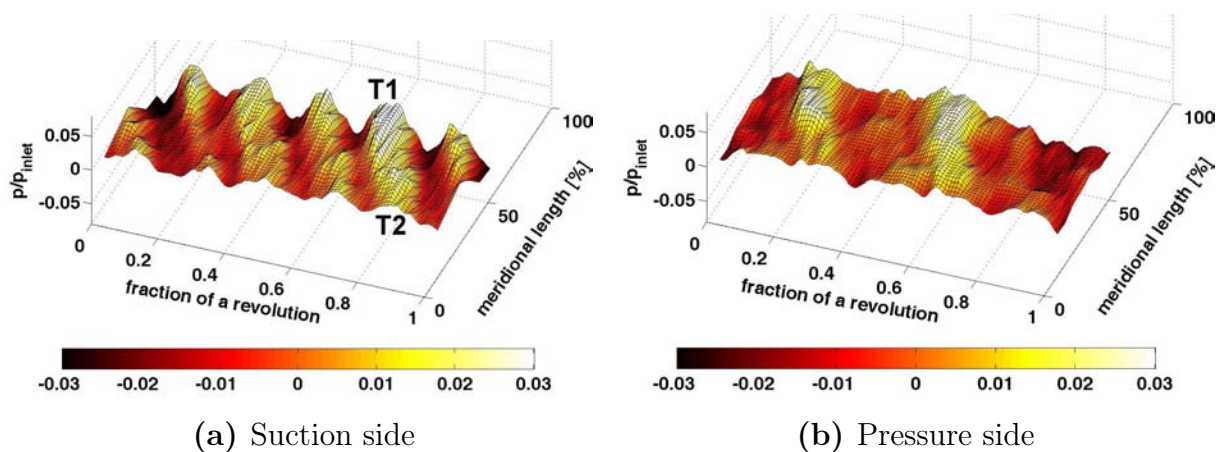 T1
T2
0.05
0
-0.05
p/p_inlet
0
0.2
0.4
0.6
0.8
1
fraction of a revolution
0
50
100
meridional length [%]
-0.03 -0.02 -0.01 0 0.01 0.02 0.03
(a) Suction side
0.05
0
-0.05
p/p_inlet
0
0.2
0.4
0.6
0.8
1
fraction of a revolution
0
50
100
meridional length [%]
-0.03 -0.02 -0.01 0 0.01 0.02 0.03
(b) Pressure side